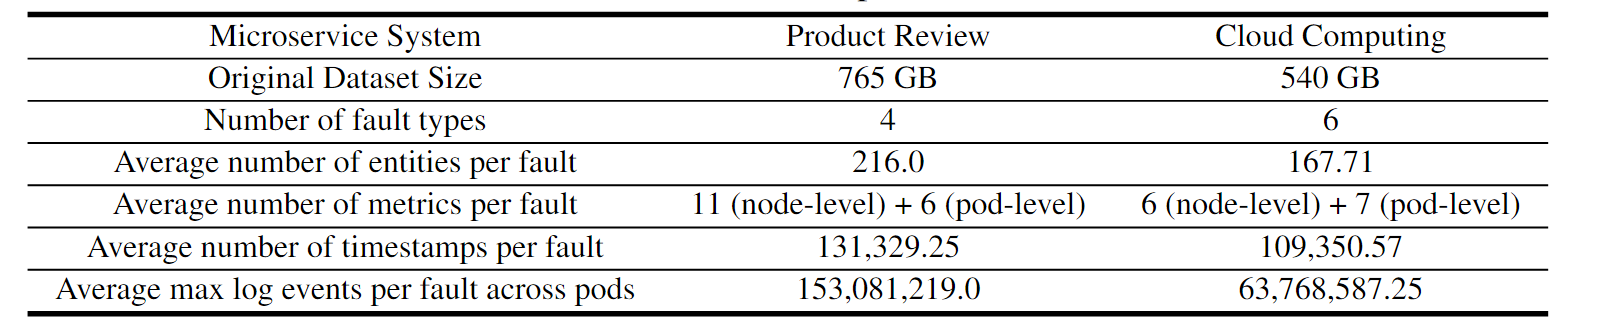 Microservice System Product Review Cloud Computing
Original Dataset Size 765 GB 540 GB
Number of fault types 4 6
Average number of entities per fault 216.0 167.71
Average number of metrics per fault 11 (node-level) + 6 (pod-level) 6 (node-level) + 7 (pod-level)
Average number of timestamps per fault 131,329.25 109,350.57
Average max log events per fault across pods 153,081,219.0 63,768,587.25